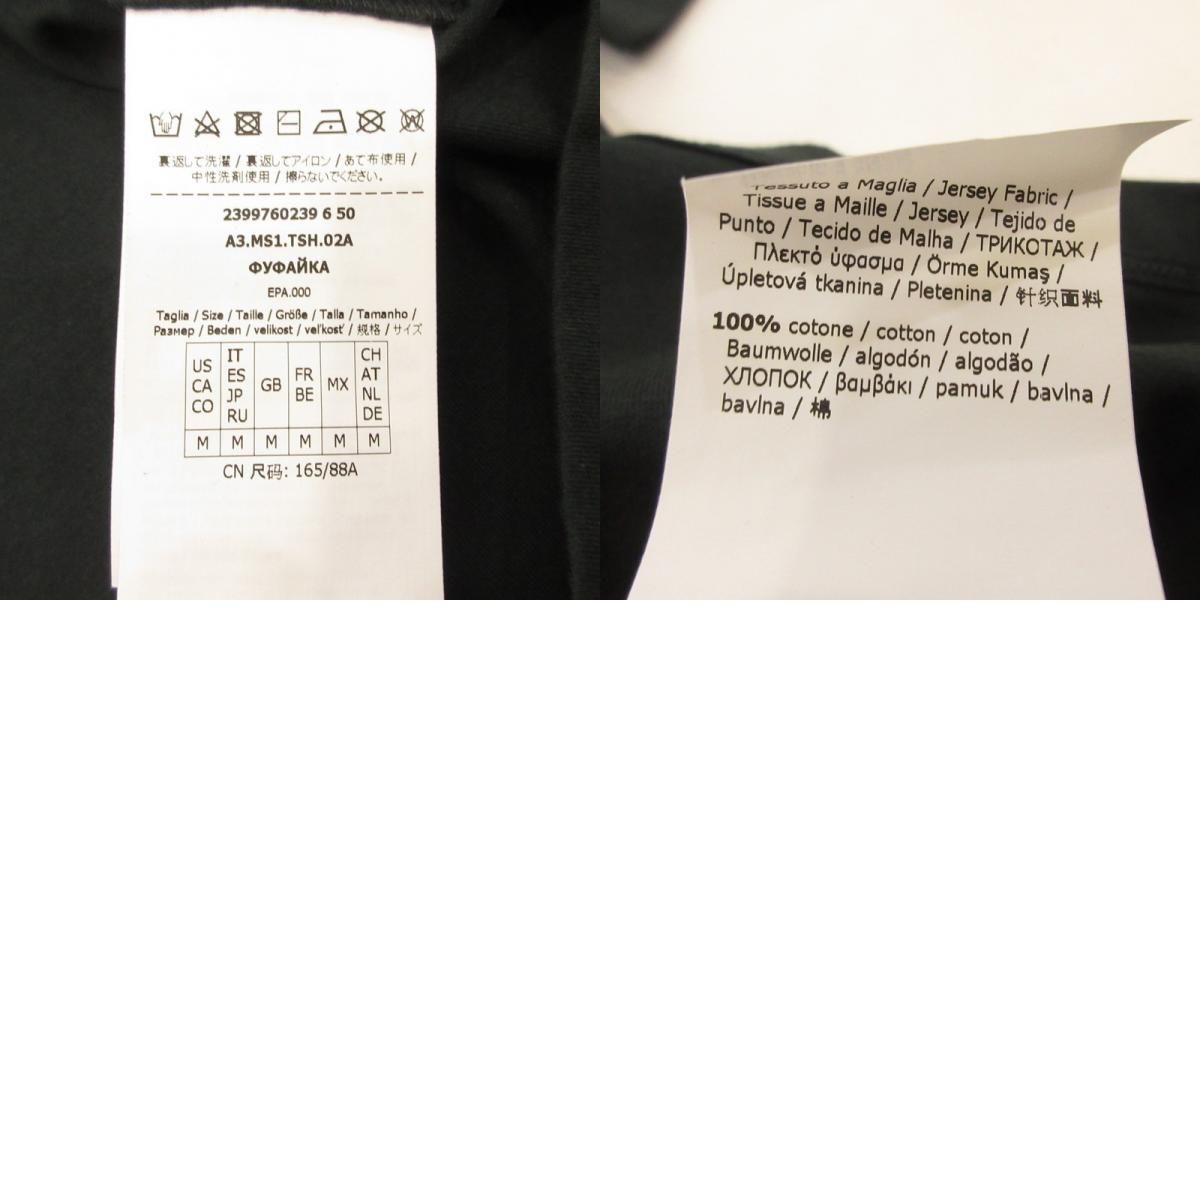 裏返して洗濯 / 裏返してアイロン / あて布使用 /
中性洗剤使用 / 擦らないでください。
2399760239 6 50
A3.MS1.TSH.02A
ФУФАЙКА
EPA.000
Taglia / Size / Taille / Größe / Talla / Tamanho /
Размер / Beden / velikost / veľkosť / 規格 / サイズ
US CA CO | IT ES JP RU | GB | FR BE | MX | CH AT NL DE
M | M | M | M | M | M
CN 尺码: 165/88A
Tessuto a Maglia / Jersey Fabric /
Tissue a Maille / Jersey / Tejido de
Punto / Tecido de Malha / ТРИКОТАЖ /
Πλεκτό ύφασμα / Örme Kumaş /
Úpletová tkanina / Pletenina / 针织面料
100% cotone / cotton / coton /
Baumwolle / algodón / algodão /
ХЛОПОК / βαμβάκι / pamuk / bavlna /
bavlna / 棉